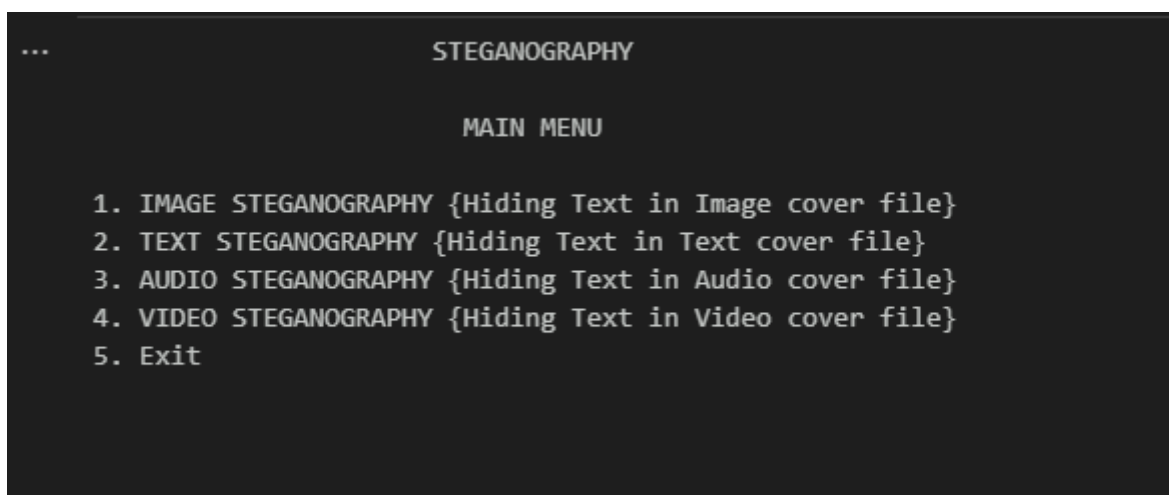 ...
STEGANOGRAPHY
MAIN MENU
1. IMAGE STEGANOGRAPHY {Hiding Text in Image cover file}
2. TEXT STEGANOGRAPHY {Hiding Text in Text cover file}
3. AUDIO STEGANOGRAPHY {Hiding Text in Audio cover file}
4. VIDEO STEGANOGRAPHY {Hiding Text in Video cover file}
5. Exit